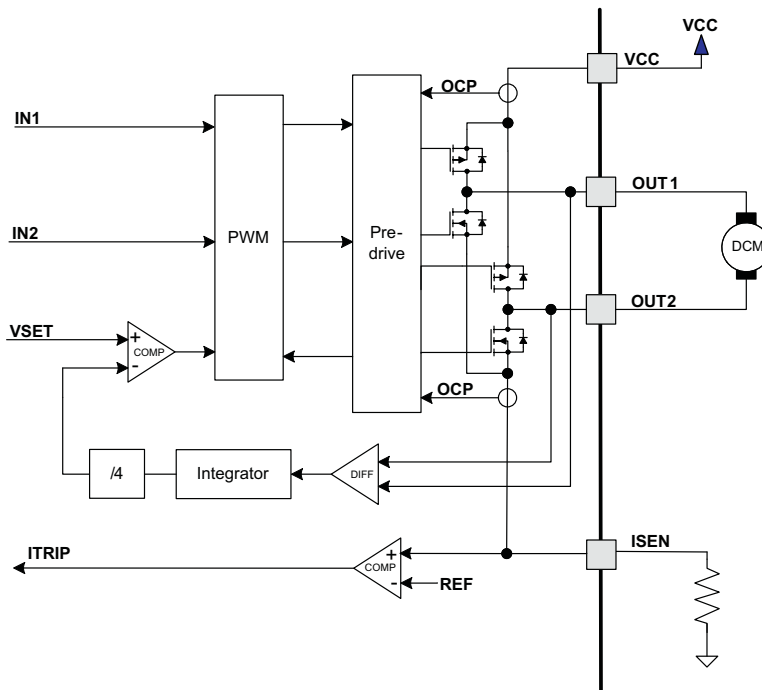 VCC
VCC
OCP
IN1
OUT1
IN2
PWM
Pre-
drive
DCM
OUT2
VSET
+
COMP
-
OCP
/4
Integrator
DIFF
ISEN
ITRIP
+
COMP
-
REF